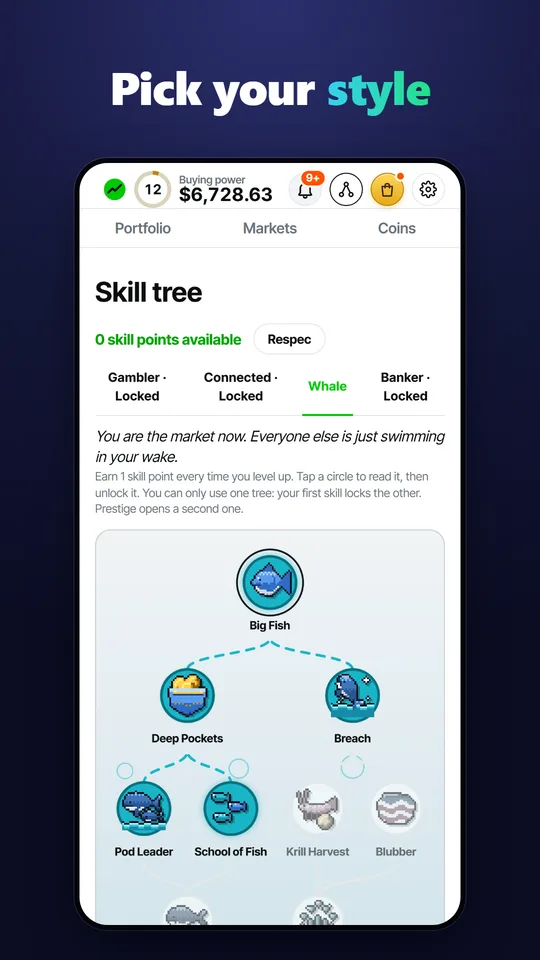 Pick your style
12
Buying power
$6,728.63
9+
Portfolio
Markets
Coins
Skill tree
0 skill points available
Respec
Gambler ·
Locked
Connected ·
Locked
Whale
Banker ·
Locked
You are the market now. Everyone else is just swimming
in your wake.
Earn 1 skill point every time you level up. Tap a circle to read it, then
unlock it. You can only use one tree: your first skill locks the other.
Prestige opens a second one.
Big Fish
Deep Pockets
Breach
Pod Leader
School of Fish
Krill Harvest
Blubber